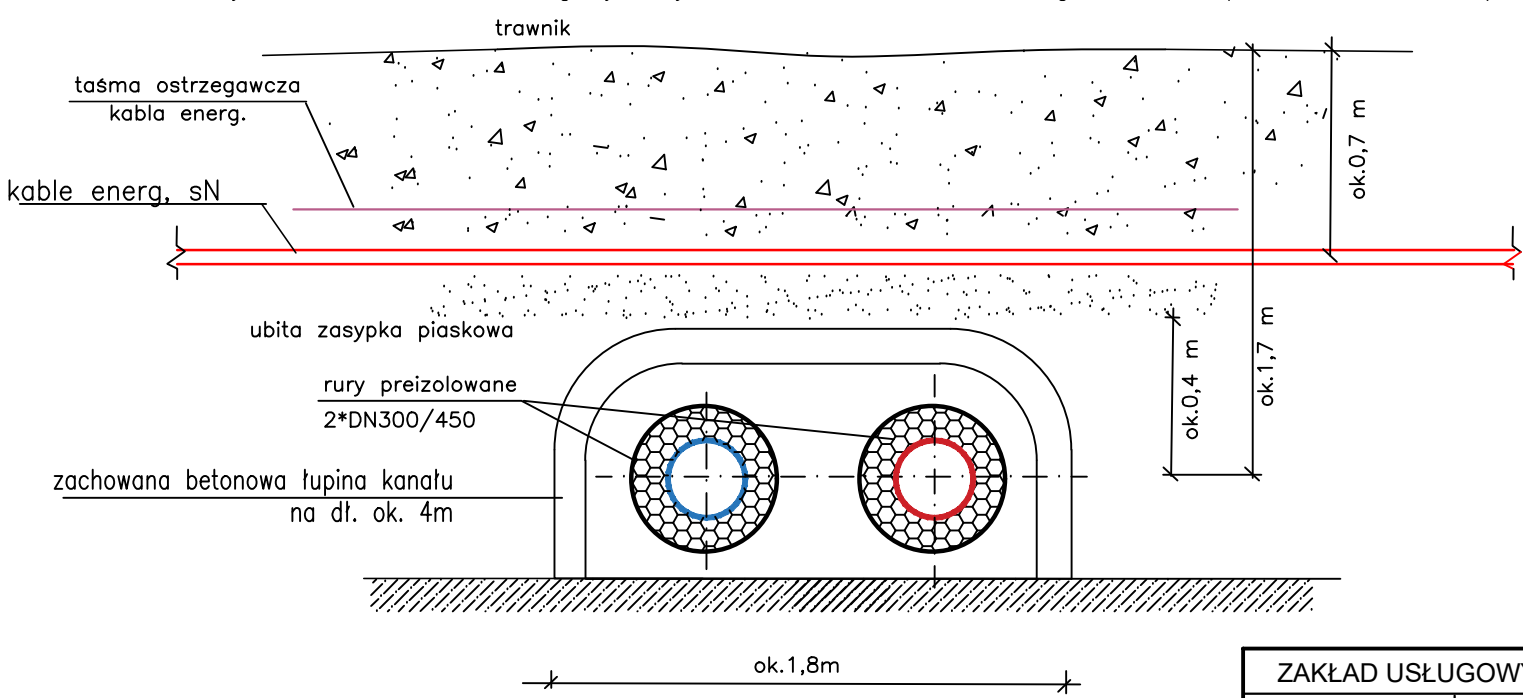 trawnik
taśma ostrzegawcza
kabla energ.
kable energ, sN
ok.0,7 m
ubita zasypka piaskowa
rury preizolowane
2*DN300/450
ok.0,4 m
ok.1,7 m
zachowana betonowa łupina kanału
na dł. ok. 4m
ok.1,8m
ZAKŁAD USŁUGOWY